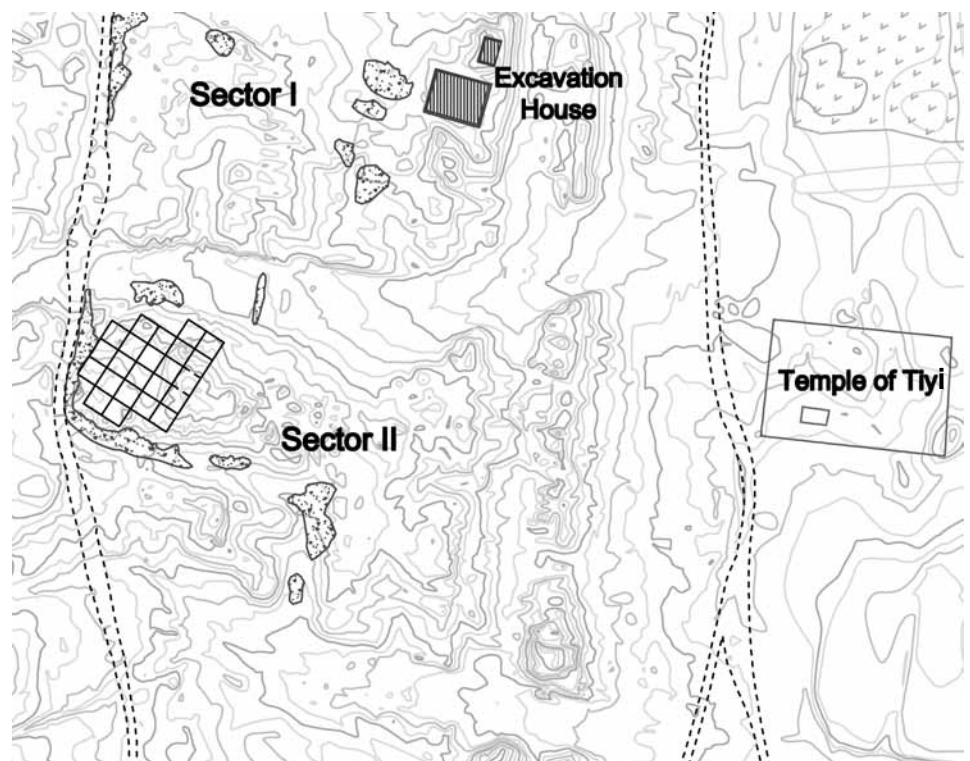 Sector I
Excavation
House
Temple of Tiyi
Sector II